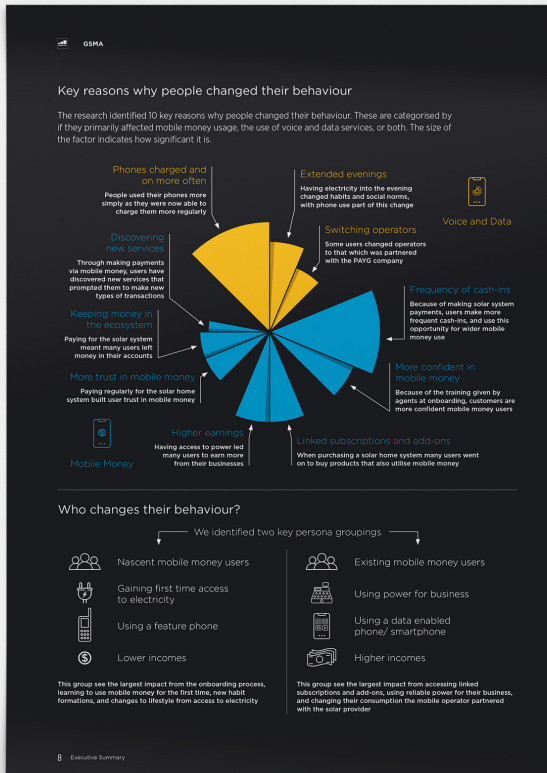 GSMA
Key reasons why people changed their behaviour
The research identified 10 key reasons why people changed their behaviour. These are categorised by
if they primarily affected mobile money usage, the use of voice and data services, or both. The size of
the factor indicates how significant it is.
Phones charged and
on more often
People used their phones more
simply as they were now able to
charge them more regularly
Extended evenings
Having electricity into the evening
changed habits and social norms,
with phone use part of this change
Voice and Data
Switching operators
Some users changed operators
to that which was partnered
with the PAYG company
Discovering
new services
Through making payments
via mobile money, users have
discovered new services that
prompted them to make new
types of transactions
Frequency of cash-ins
Because of making solar system
payments, users make more
frequent cash-ins, and use this
opportunity for wider mobile
money use
Keeping money in
the ecosystem
Paying for the solar system
meant many users left
money in their accounts
More trust in mobile money
Paying regularly for the solar home
system built user trust in mobile money
More confident in
mobile money
Because of the training given by
agents at onboarding, customers are
more confident mobile money users
Mobile Money
Higher earnings
Having access to power led
many users to earn more
from their businesses
Linked subscriptions and add-ons
When purchasing a solar home system many users went
on to buy products that also utilise mobile money
Who changes their behaviour?
We identified two key persona groupings
Nascent mobile money users
Gaining first time access
to electricity
Using a feature phone
Lower incomes
This group see the largest impact from the onboarding process,
learning to use mobile money for the first time, new habit
formations, and changes to lifestyle from access to electricity
Existing mobile money users
Using power for business
Using a data enabled
phone/ smartphone
Higher incomes
This group see the largest impact from accessing linked
subscriptions and add-ons, using reliable power for their business,
and changing their consumption the mobile operator partnered
with the solar provider
8 Executive Summary